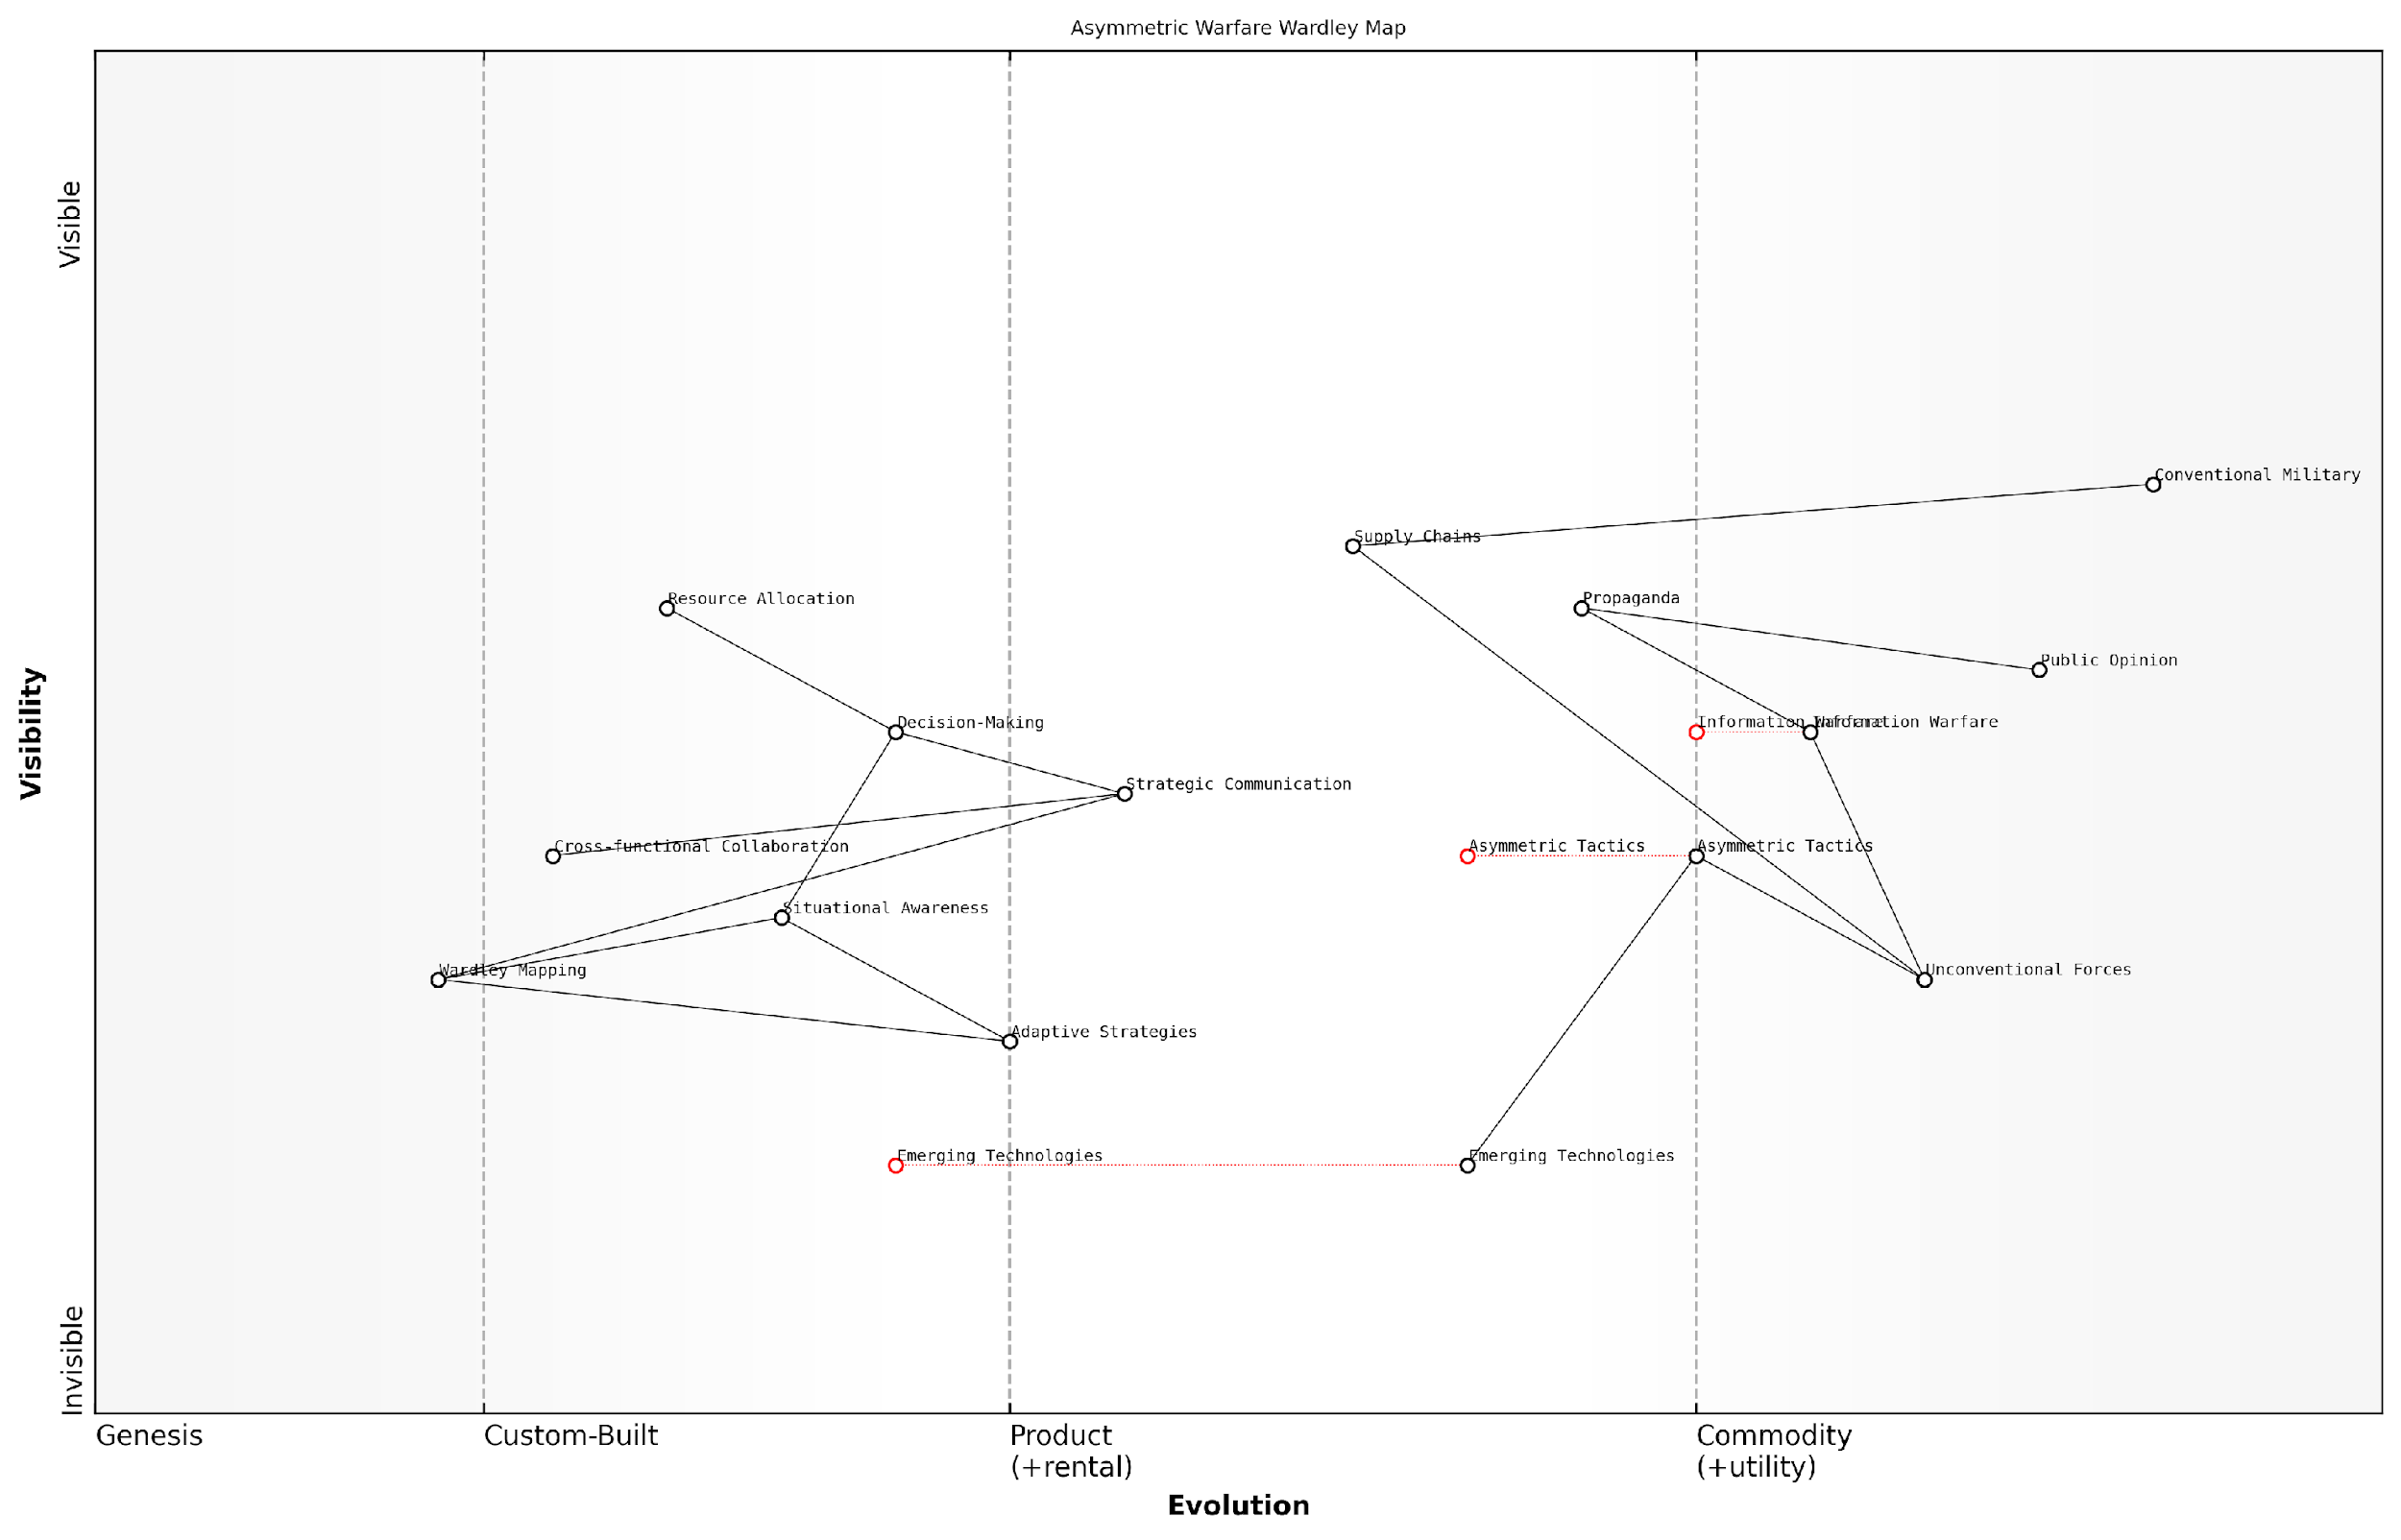 Asymmetric Warfare Wardley Map
Visible
Conventional Military
Supply Chains
Resource Allocation
Propaganda
Public Opinion
Decision-Making
Information Warfare
Information Warfare
Strategic Communication
Cross-functional Collaboration
Asymmetric Tactics
Asymmetric Tactics
Situational Awareness
Wardley Mapping
Unconventional Forces
Adaptive Strategies
Emerging Technologies
Emerging Technologies
Visibility
Invisible
Genesis
Custom-Built
Product
(+rental)
Commodity
(+utility)
Evolution